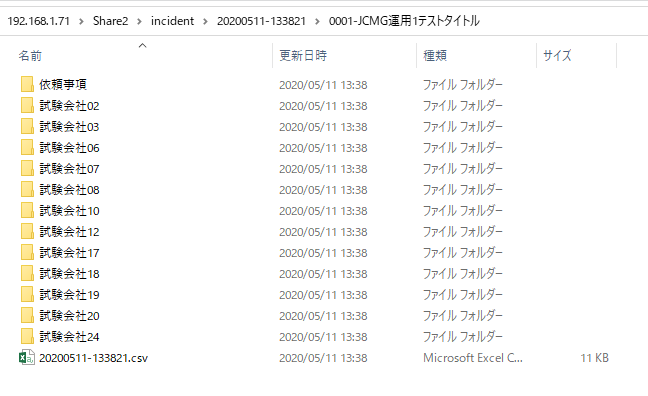 192.168.1.71 > Share2 > incident > 20200511-133821 > 0001-JCMG運用1テストタイトル
名前 更新日時 種類 サイズ
依頼事項 2020/05/11 13:38 ファイル フォルダー
試験会社02 2020/05/11 13:38 ファイル フォルダー
試験会社03 2020/05/11 13:38 ファイル フォルダー
試験会社06 2020/05/11 13:38 ファイル フォルダー
試験会社07 2020/05/11 13:38 ファイル フォルダー
試験会社08 2020/05/11 13:38 ファイル フォルダー
試験会社10 2020/05/11 13:38 ファイル フォルダー
試験会社12 2020/05/11 13:38 ファイル フォルダー
試験会社17 2020/05/11 13:38 ファイル フォルダー
試験会社18 2020/05/11 13:38 ファイル フォルダー
試験会社19 2020/05/11 13:38 ファイル フォルダー
試験会社20 2020/05/11 13:38 ファイル フォルダー
試験会社24 2020/05/11 13:38 ファイル フォルダー
20200511-133821.csv 2020/05/11 13:38 Microsoft Excel C... 11 KB